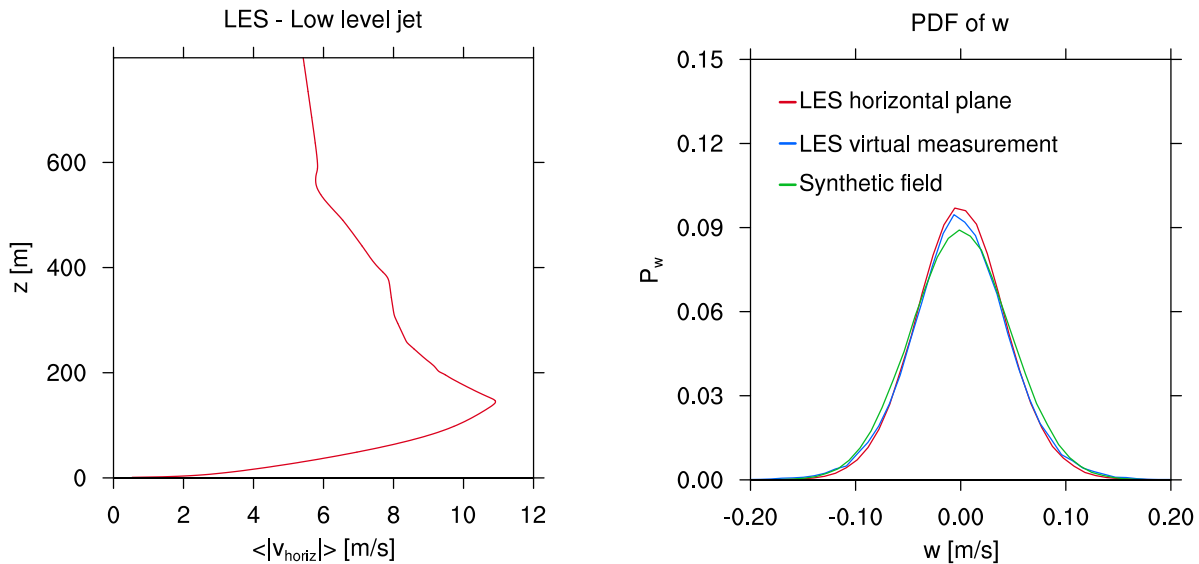 LES - Low level jet
600
400
200
0
z [m]
0 2 4 6 8 10 12
<|v_horiz|> [m/s]
PDF of w
0.15
0.12
0.09
0.06
0.03
0.00
P_w
LES horizontal plane
LES virtual measurement
Synthetic field
-0.20 -0.10 0.00 0.10 0.20
w [m/s]